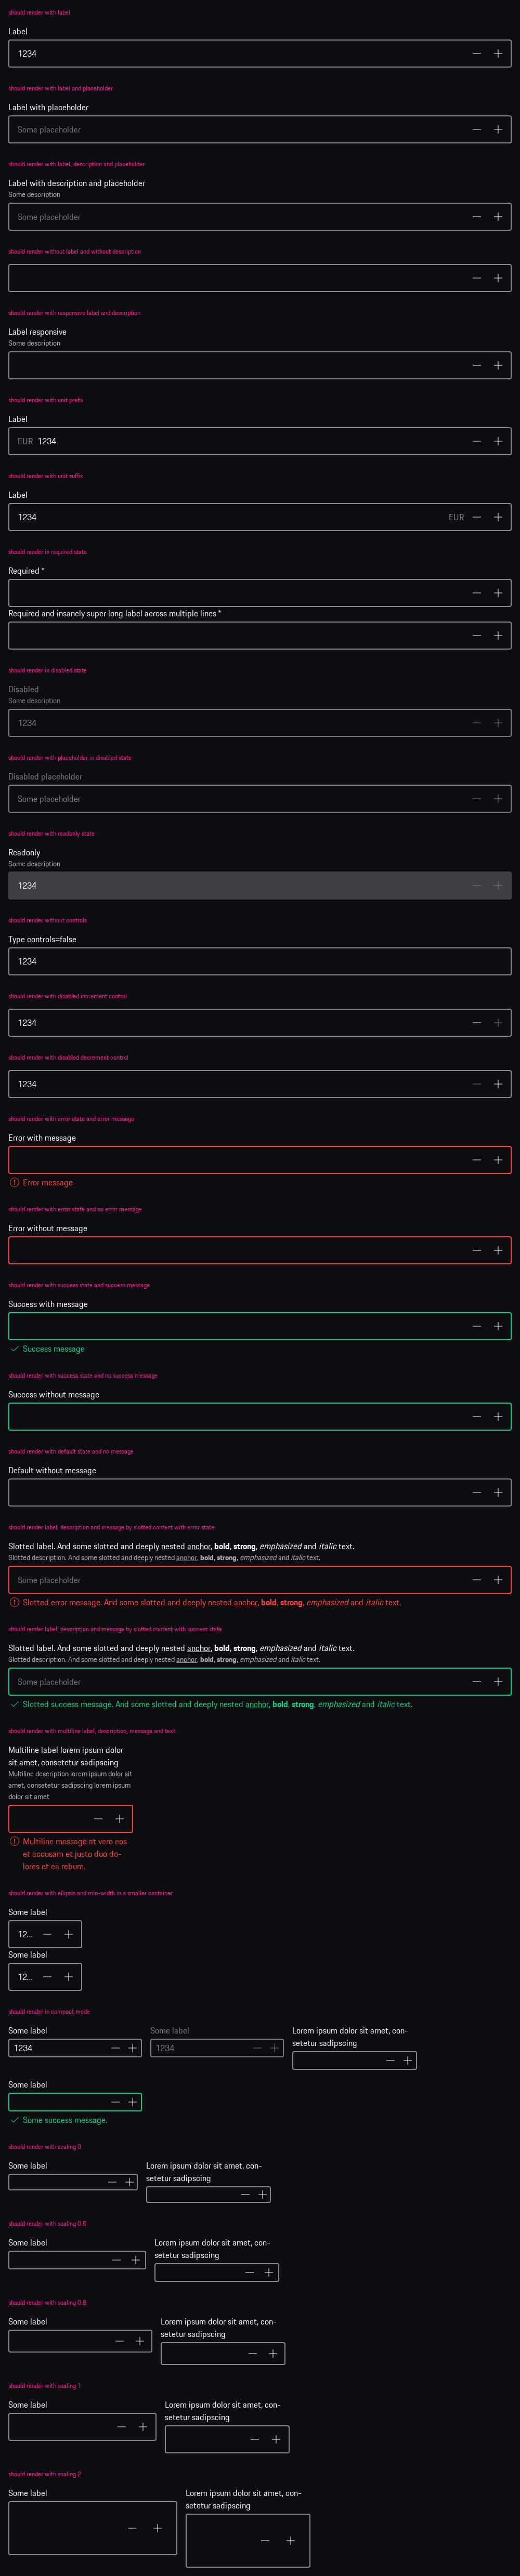 should render with label
Label
1234
should render with label and placeholder
Label with placeholder
Some placeholder
should render with label, description and placeholder
Label with description and placeholder
Some description
Some placeholder
should render without label and without description
should render with responsive label and description
Label responsive
Some description
should render with unit prefix
Label
EUR 1234
should render with unit suffix
Label
1234 EUR
should render in required state
Required *
Required and insanely super long label across multiple lines *
should render in disabled state
Disabled
Some description
1234
should render with placeholder in disabled state
Disabled placeholder
Some placeholder
should render with readonly state
Readonly
Some description
1234
should render without controls
Type controls=false
1234
should render with disabled increment control
1234
should render with disabled decrement control
1234
should render with error state and error message
Error with message
Error message
should render with error state and no error message
Error without message
should render with success state and success message
Success with message
Success message
should render with success state and no success message
Success without message
should render with default state and no message
Default without message
should render label, description and message by slotted content with error state
Slotted label. And some slotted and deeply nested anchor, bold, strong, emphasized and italic text.
Slotted description. And some slotted and deeply nested anchor, bold, strong, emphasized and italic text.
Some placeholder
Slotted error message. And some slotted and deeply nested anchor, bold, strong, emphasized and italic text.
should render label, description and message by slotted content with success state
Slotted label. And some slotted and deeply nested anchor, bold, strong, emphasized and italic text.
Slotted description. And some slotted and deeply nested anchor, bold, strong, emphasized and italic text.
Some placeholder
Slotted success message. And some slotted and deeply nested anchor, bold, strong, emphasized and italic text.
should render with multiline label, description, message and text
Multiline label lorem ipsum dolor
sit amet, consetetur sadipscing
Multiline description lorem ipsum dolor sit
amet, consetetur sadipscing lorem ipsum
dolor sit amet
Multiline message at vero eos
et accusam et justo duo do-
lores et ea rebum.
should render with ellipsis and min-width in a smaller container
Some label
12...
Some label
12...
should render in compact mode
Some label
1234
Some label
1234
Lorem ipsum dolor sit amet, con-
setetur sadipscing
Some label
Some success message.
should render with scaling 0
Some label
Lorem ipsum dolor sit amet, con-
setetur sadipscing
should render with scaling 0.5
Some label
Lorem ipsum dolor sit amet, con-
setetur sadipscing
should render with scaling 0.8
Some label
Lorem ipsum dolor sit amet, con-
setetur sadipscing
should render with scaling 1
Some label
Lorem ipsum dolor sit amet, con-
setetur sadipscing
should render with scaling 2
Some label
Lorem ipsum dolor sit amet, con-
setetur sadipscing